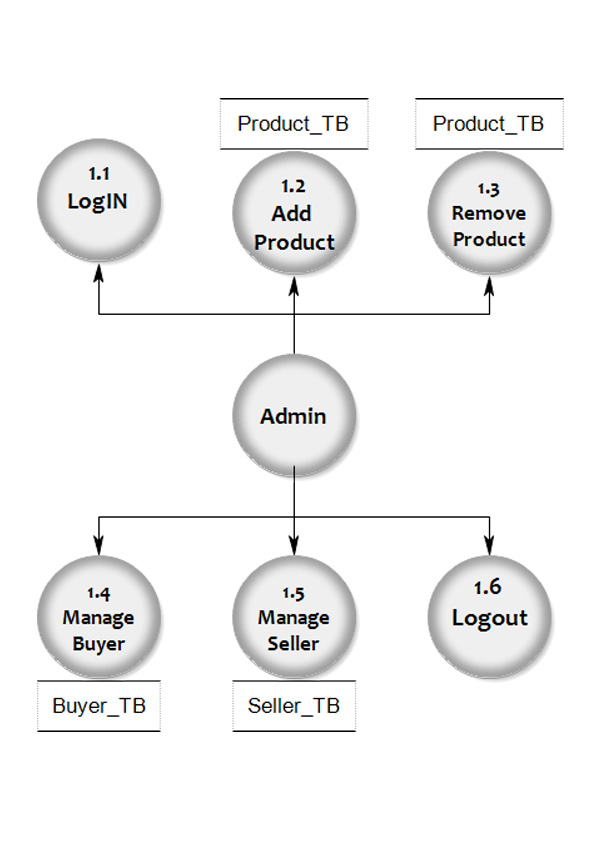 Product_TB
Product_TB
1.1
LogIN
1.2
Add
Product
1.3
Remove
Product
Admin
1.4
Manage
Buyer
1.5
Manage
Seller
1.6
Logout
Buyer_TB
Seller_TB